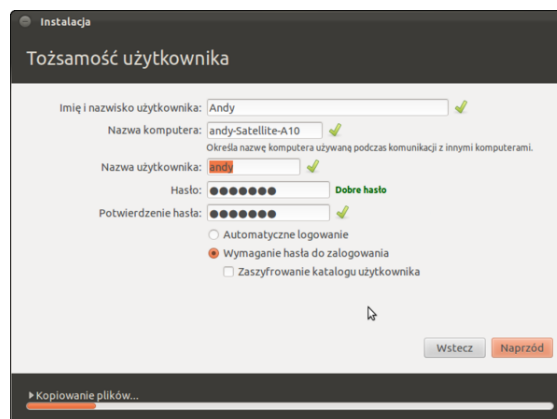 Instalacja
Tożsamość użytkownika
Imię i nazwisko użytkownika: Andy
Nazwa komputera: andy-Satellite-A10
Określa nazwę komputera używaną podczas komunikacji z innymi komputerami.
Nazwa użytkownika: andy
Hasło: ●●●●●●● Dobre hasło
Potwierdzenie hasła: ●●●●●●●
Automatyczne logowanie
Wymaganie hasła do zalogowania
Zaszyfrowanie katalogu użytkownika
Wstecz Naprzód
Kopiowanie plików...